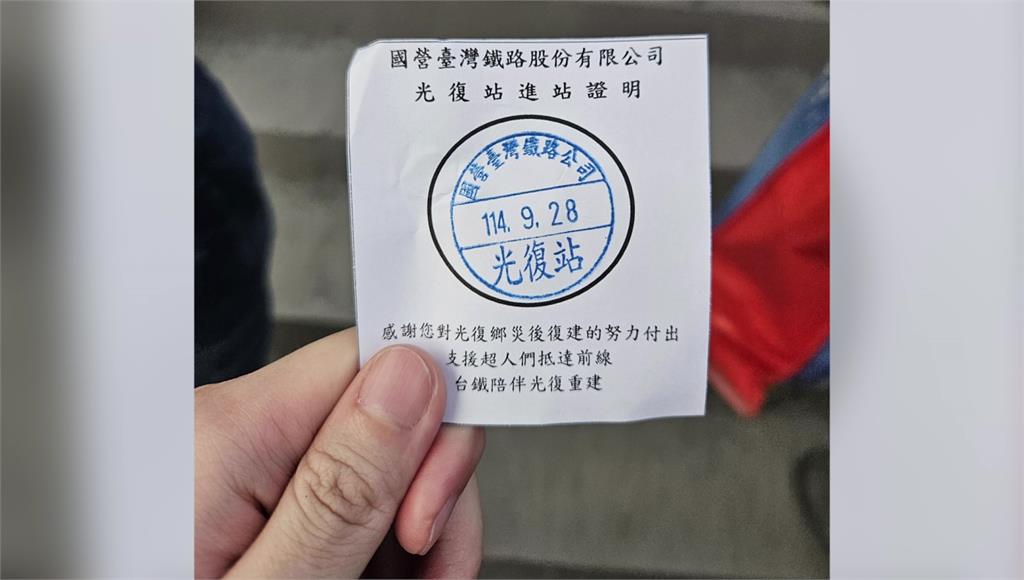 國營臺灣鐵路股份有限公司
光復站進站證明
國營臺灣鐵路公司
114. 9. 28
光復站
感謝您對光復鄉災後復建的努力付出
支援超人們抵達前線
台鐵陪伴光復重建